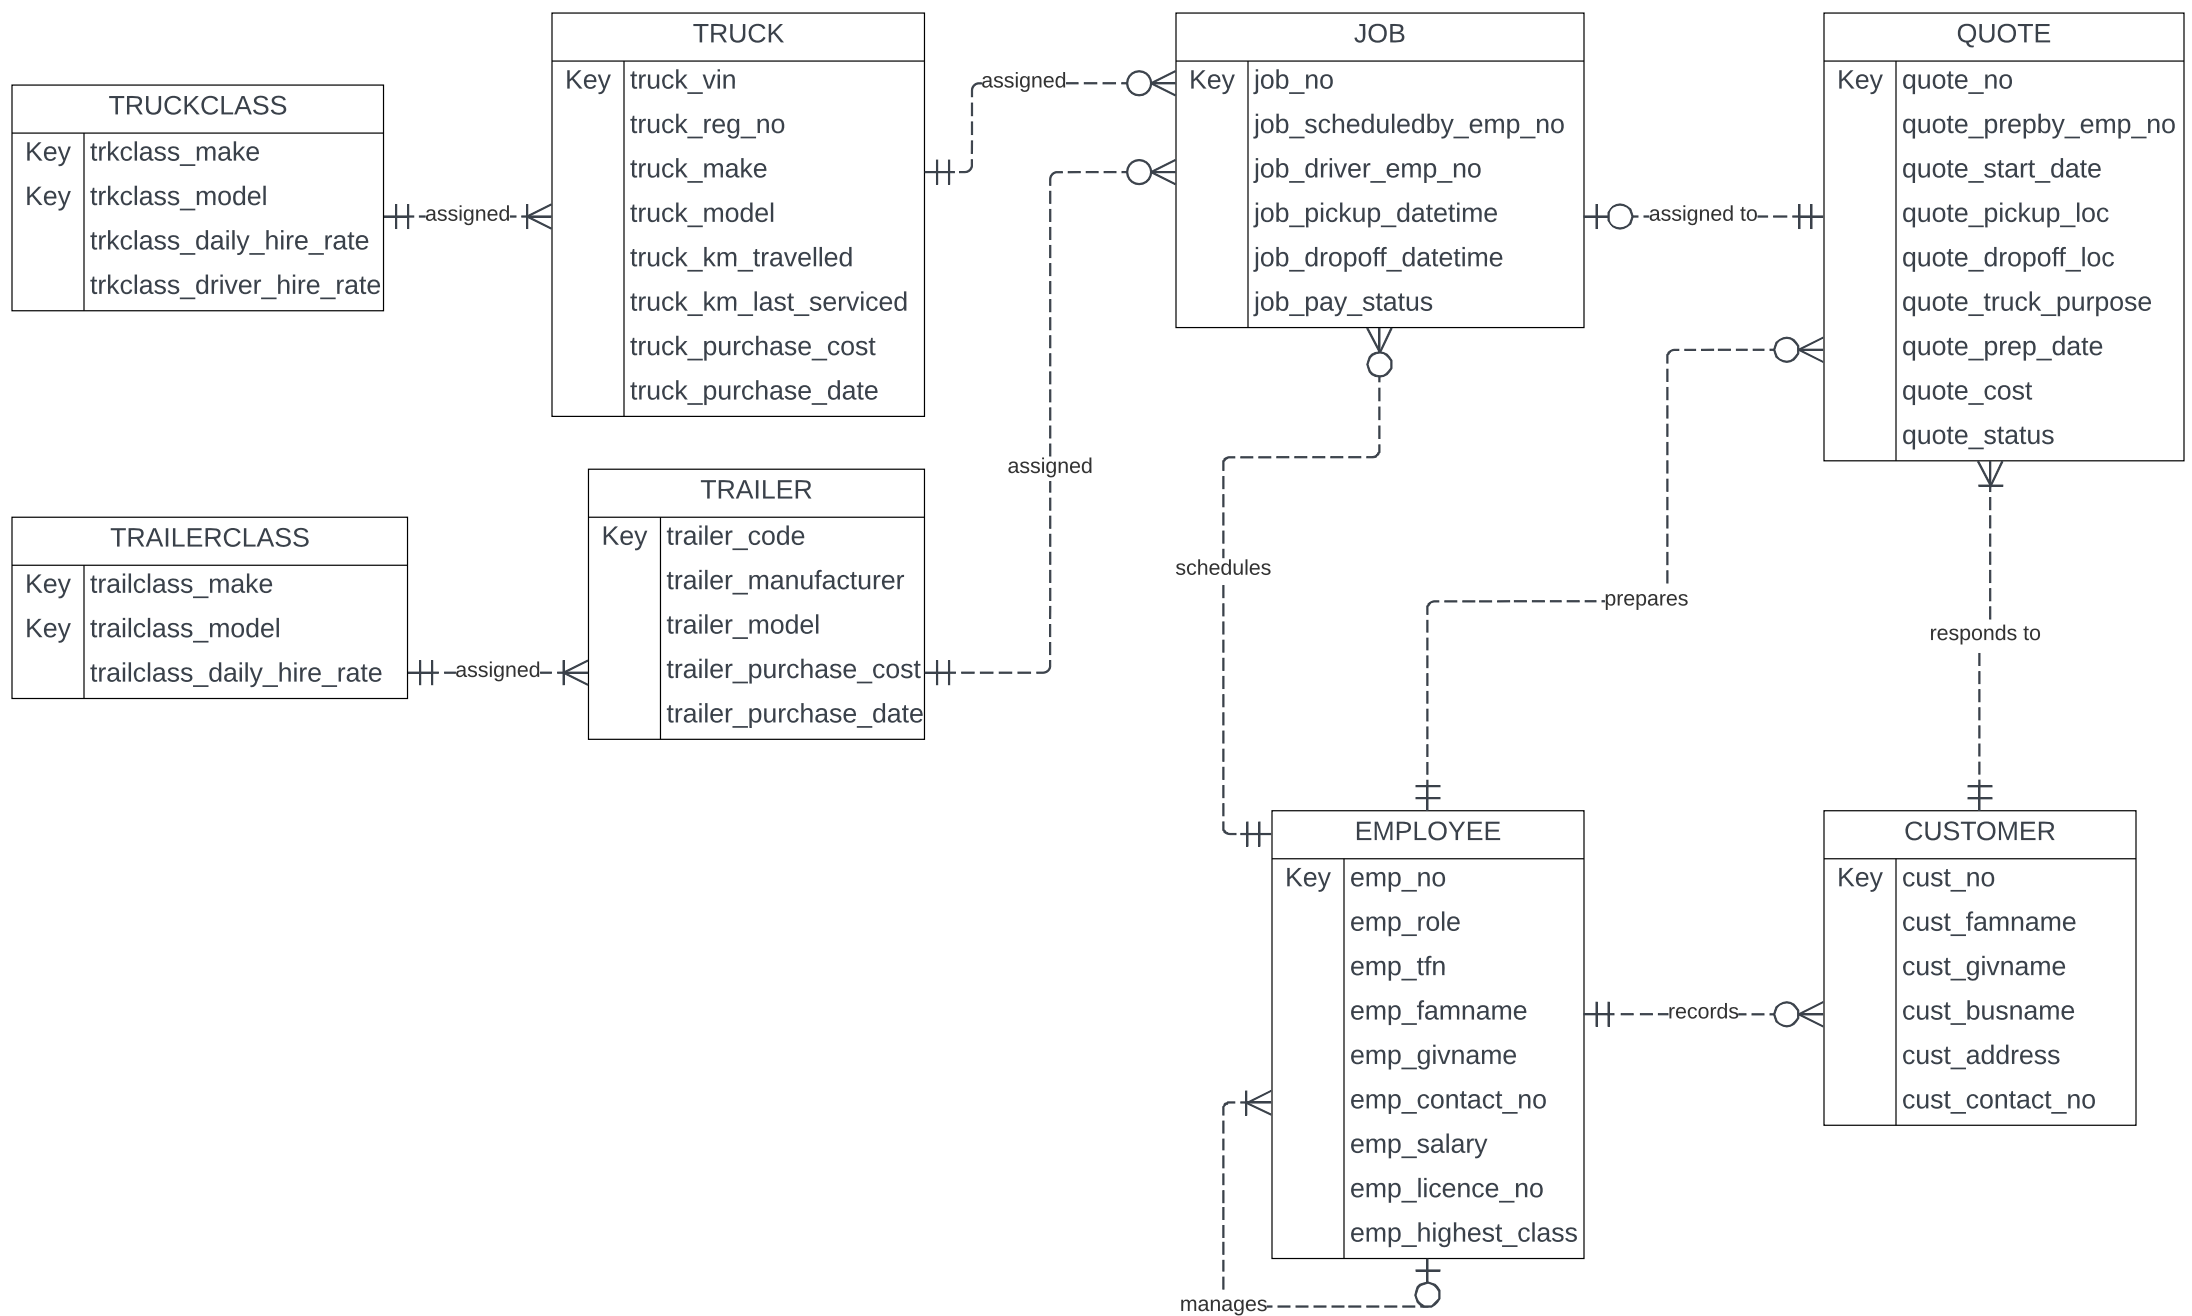 TRUCKCLASS
Key trkclass_make
Key trkclass_model
trkclass_daily_hire_rate
trkclass_driver_hire_rate
assigned
TRUCK
Key truck_vin
truck_reg_no
truck_make
truck_model
truck_km_travelled
truck_km_last_serviced
truck_purchase_cost
truck_purchase_date
assigned
JOB
Key job_no
job_scheduledby_emp_no
job_driver_emp_no
job_pickup_datetime
job_dropoff_datetime
job_pay_status
assigned to
QUOTE
Key quote_no
quote_prepby_emp_no
quote_start_date
quote_pickup_loc
quote_dropoff_loc
quote_truck_purpose
quote_prep_date
quote_cost
quote_status
TRAILERCLASS
Key trailclass_make
Key trailclass_model
trailclass_daily_hire_rate
assigned
TRAILER
Key trailer_code
trailer_manufacturer
trailer_model
trailer_purchase_cost
trailer_purchase_date
assigned
schedules
prepares
responds to
EMPLOYEE
Key emp_no
emp_role
emp_tfn
emp_famname
emp_givname
emp_contact_no
emp_salary
emp_licence_no
emp_highest_class
manages
records
CUSTOMER
Key cust_no
cust_famname
cust_givname
cust_busname
cust_address
cust_contact_no